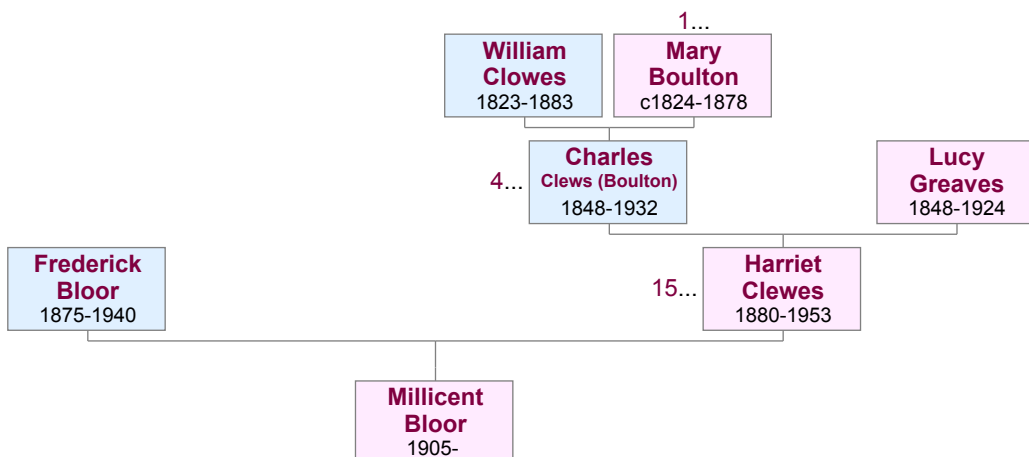 1...
William
Clowes
1823-1883
Mary
Boulton
c1824-1878
4...
Charles
Clews (Boulton)
1848-1932
Lucy
Greaves
1848-1924
Frederick
Bloor
1875-1940
15...
Harriet
Clewes
1880-1953
Millicent
Bloor
1905-